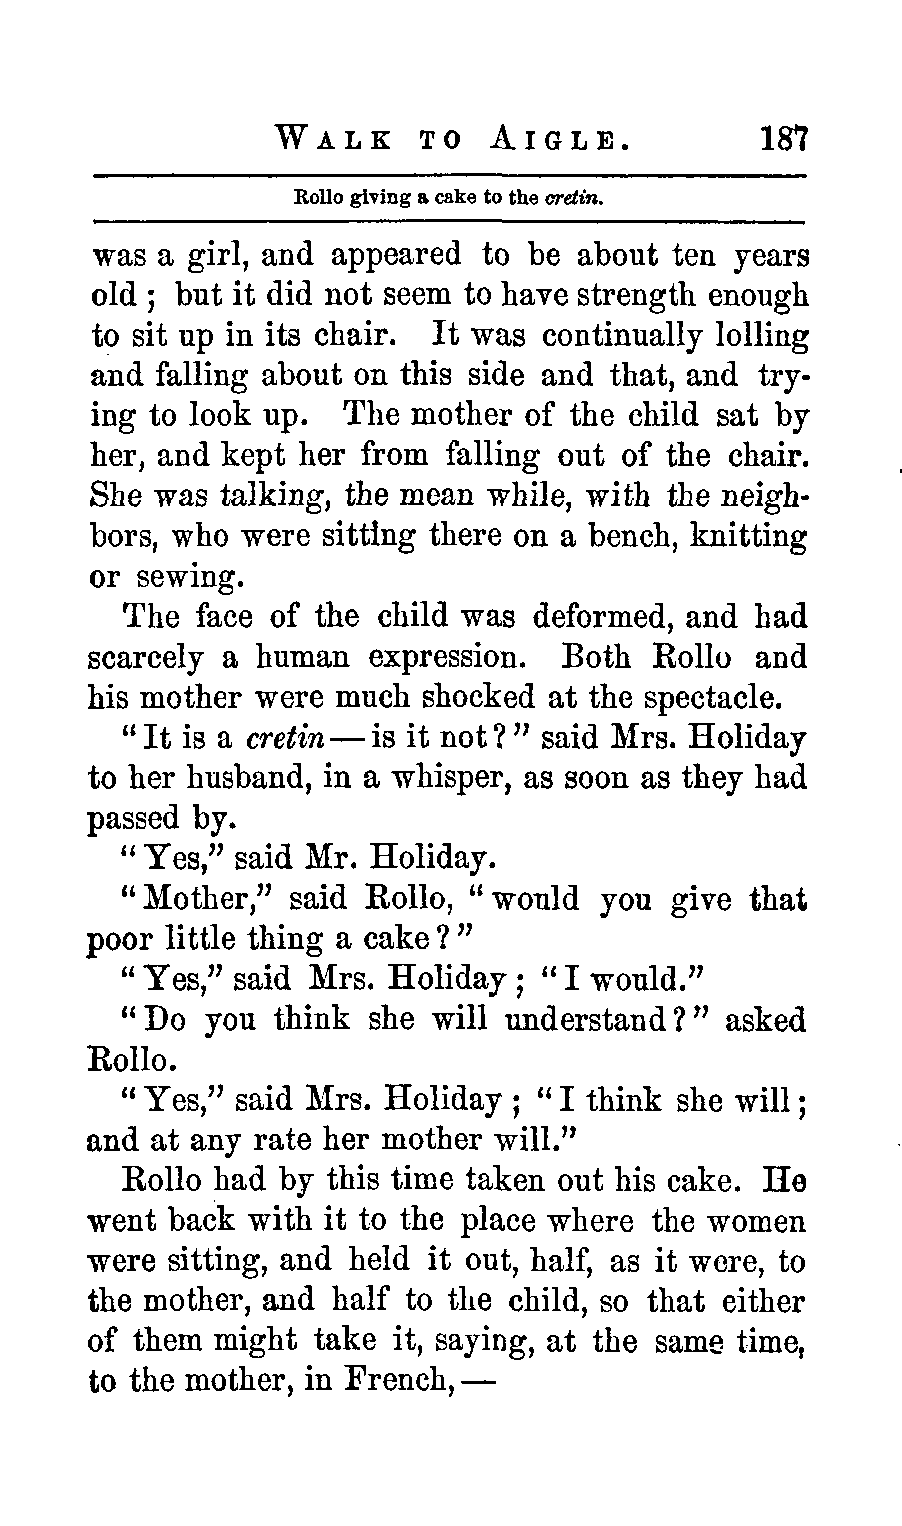 WALK TO AIGLE. 187
Rollo giving a cake to the cretin.
was a girl, and appeared to be about ten years
old ; but it did not seem to have strength enough
to sit up in its chair. It was continually lolling
and falling about on this side and that, and try-
ing to look up. The mother of the child sat by
her, and kept her from falling out of the chair.
She was talking, the mean while, with the neigh-
bors, who were sitting there on a bench, knitting
or sewing.
The face of the child was deformed, and had
scarcely a human expression. Both Rollo and
his mother were much shocked at the spectacle.
“It is a cretin — is it not?” said Mrs. Holiday
to her husband, in a whisper, as soon as they had
passed by.
“Yes,” said Mr. Holiday.
“Mother,” said Rollo, “would you give that
poor little thing a cake?”
“Yes,” said Mrs. Holiday ; “I would.”
“Do you think she will understand?” asked
Rollo.
“Yes,” said Mrs. Holiday ; “I think she will ;
and at any rate her mother will.”
Rollo had by this time taken out his cake. He
went back with it to the place where the women
were sitting, and held it out, half, as it were, to
the mother, and half to the child, so that either
of them might take it, saying, at the same time,
to the mother, in French, —